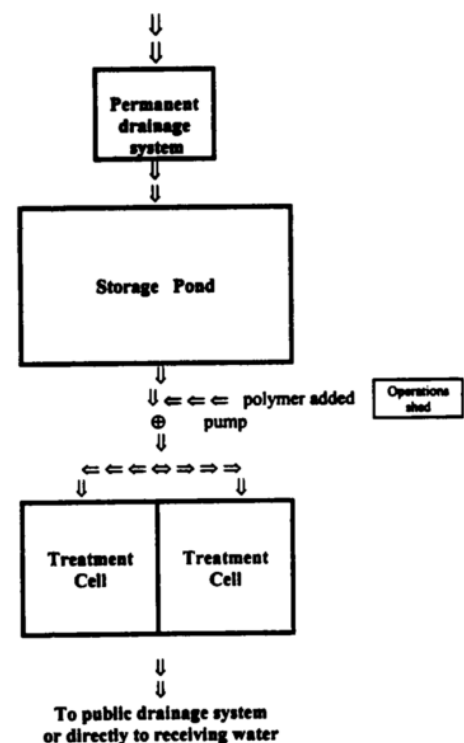 Permanent
drainage
system
Storage Pond
polymer added
Operations
shed
pump
Treatment
Cell
Treatment
Cell
To public drainage system
or directly to receiving water